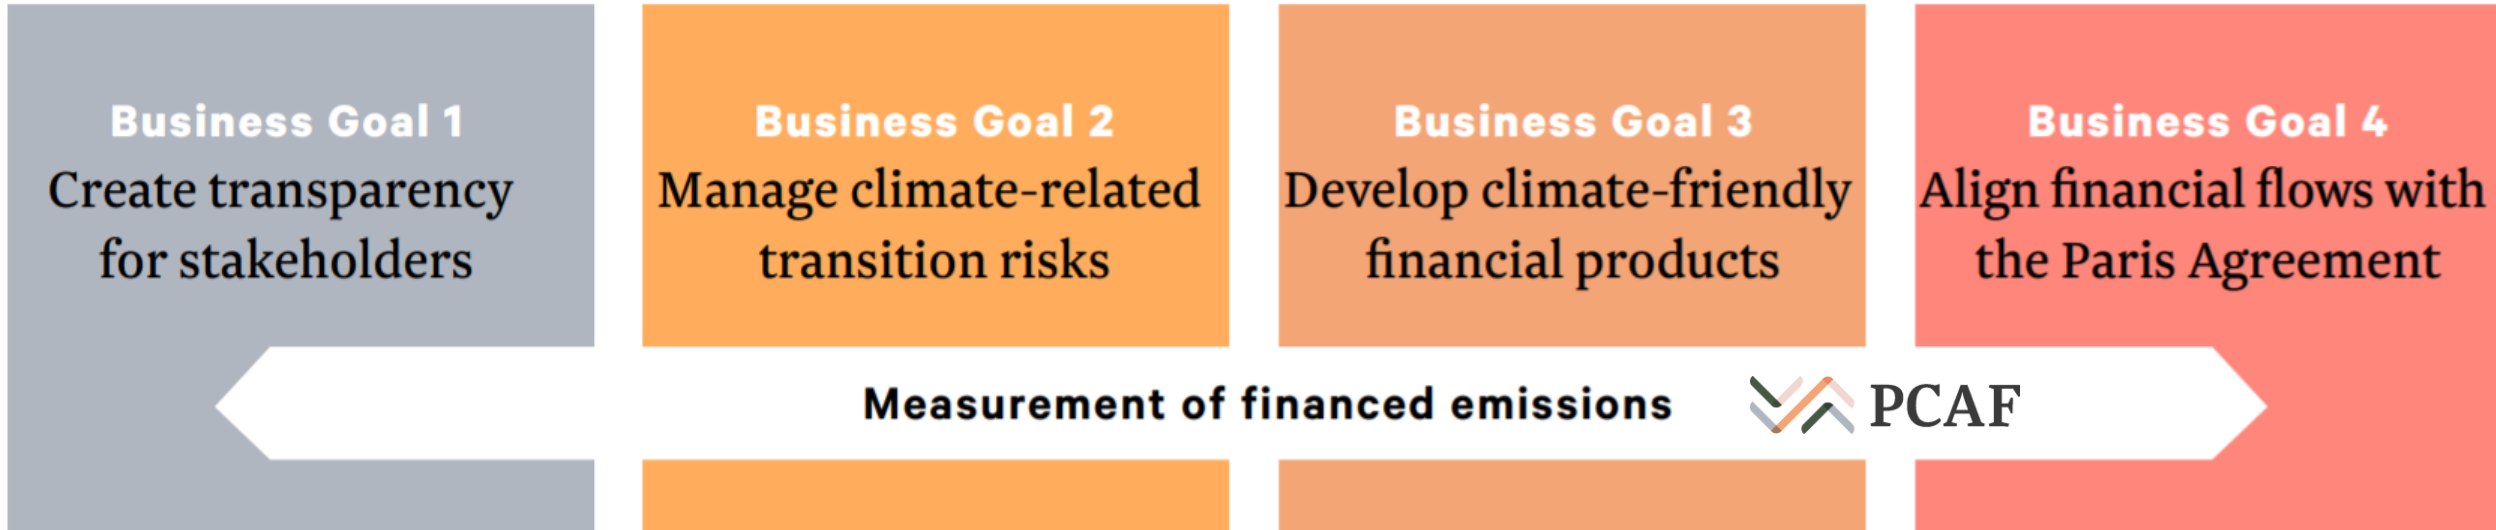 Business Goal 1
Create transparency
for stakeholders
Business Goal 2
Manage climate-related
transition risks
Business Goal 3
Develop climate-friendly
financial products
Business Goal 4
Align financial flows with
the Paris Agreement
Measurement of financed emissions
PCAF